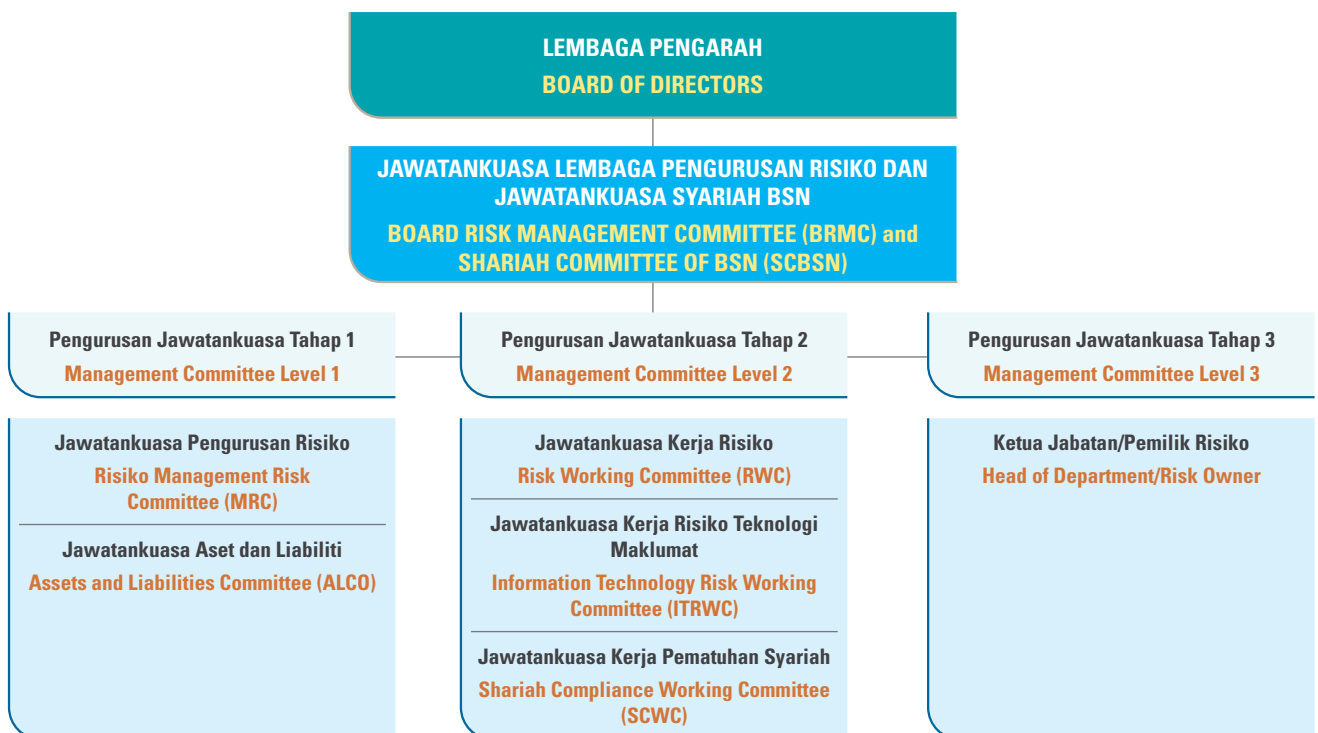 LEMBAGA PENGARAH
BOARD OF DIRECTORS
JAWATANKUASA LEMBAGA PENGURUSAN RISIKO DAN
JAWATANKUASA SYARIAH BSN
BOARD RISK MANAGEMENT COMMITTEE (BRMC) and
SHARIAH COMMITTEE OF BSN (SCBSN)
Pengurusan Jawatankuasa Tahap 1
Management Committee Level 1
Jawatankuasa Pengurusan Risiko
Risiko Management Risk
Committee (MRC)
Jawatankuasa Aset dan Liabiliti
Assets and Liabilities Committee (ALCO)
Pengurusan Jawatankuasa Tahap 2
Management Committee Level 2
Jawatankuasa Kerja Risiko
Risk Working Committee (RWC)
Jawatankuasa Kerja Risiko Teknologi
Maklumat
Information Technology Risk Working
Committee (ITRWC)
Jawatankuasa Kerja Pematuhan Syariah
Shariah Compliance Working Committee
(SCWC)
Pengurusan Jawatankuasa Tahap 3
Management Committee Level 3
Ketua Jabatan/Pemilik Risiko
Head of Department/Risk Owner